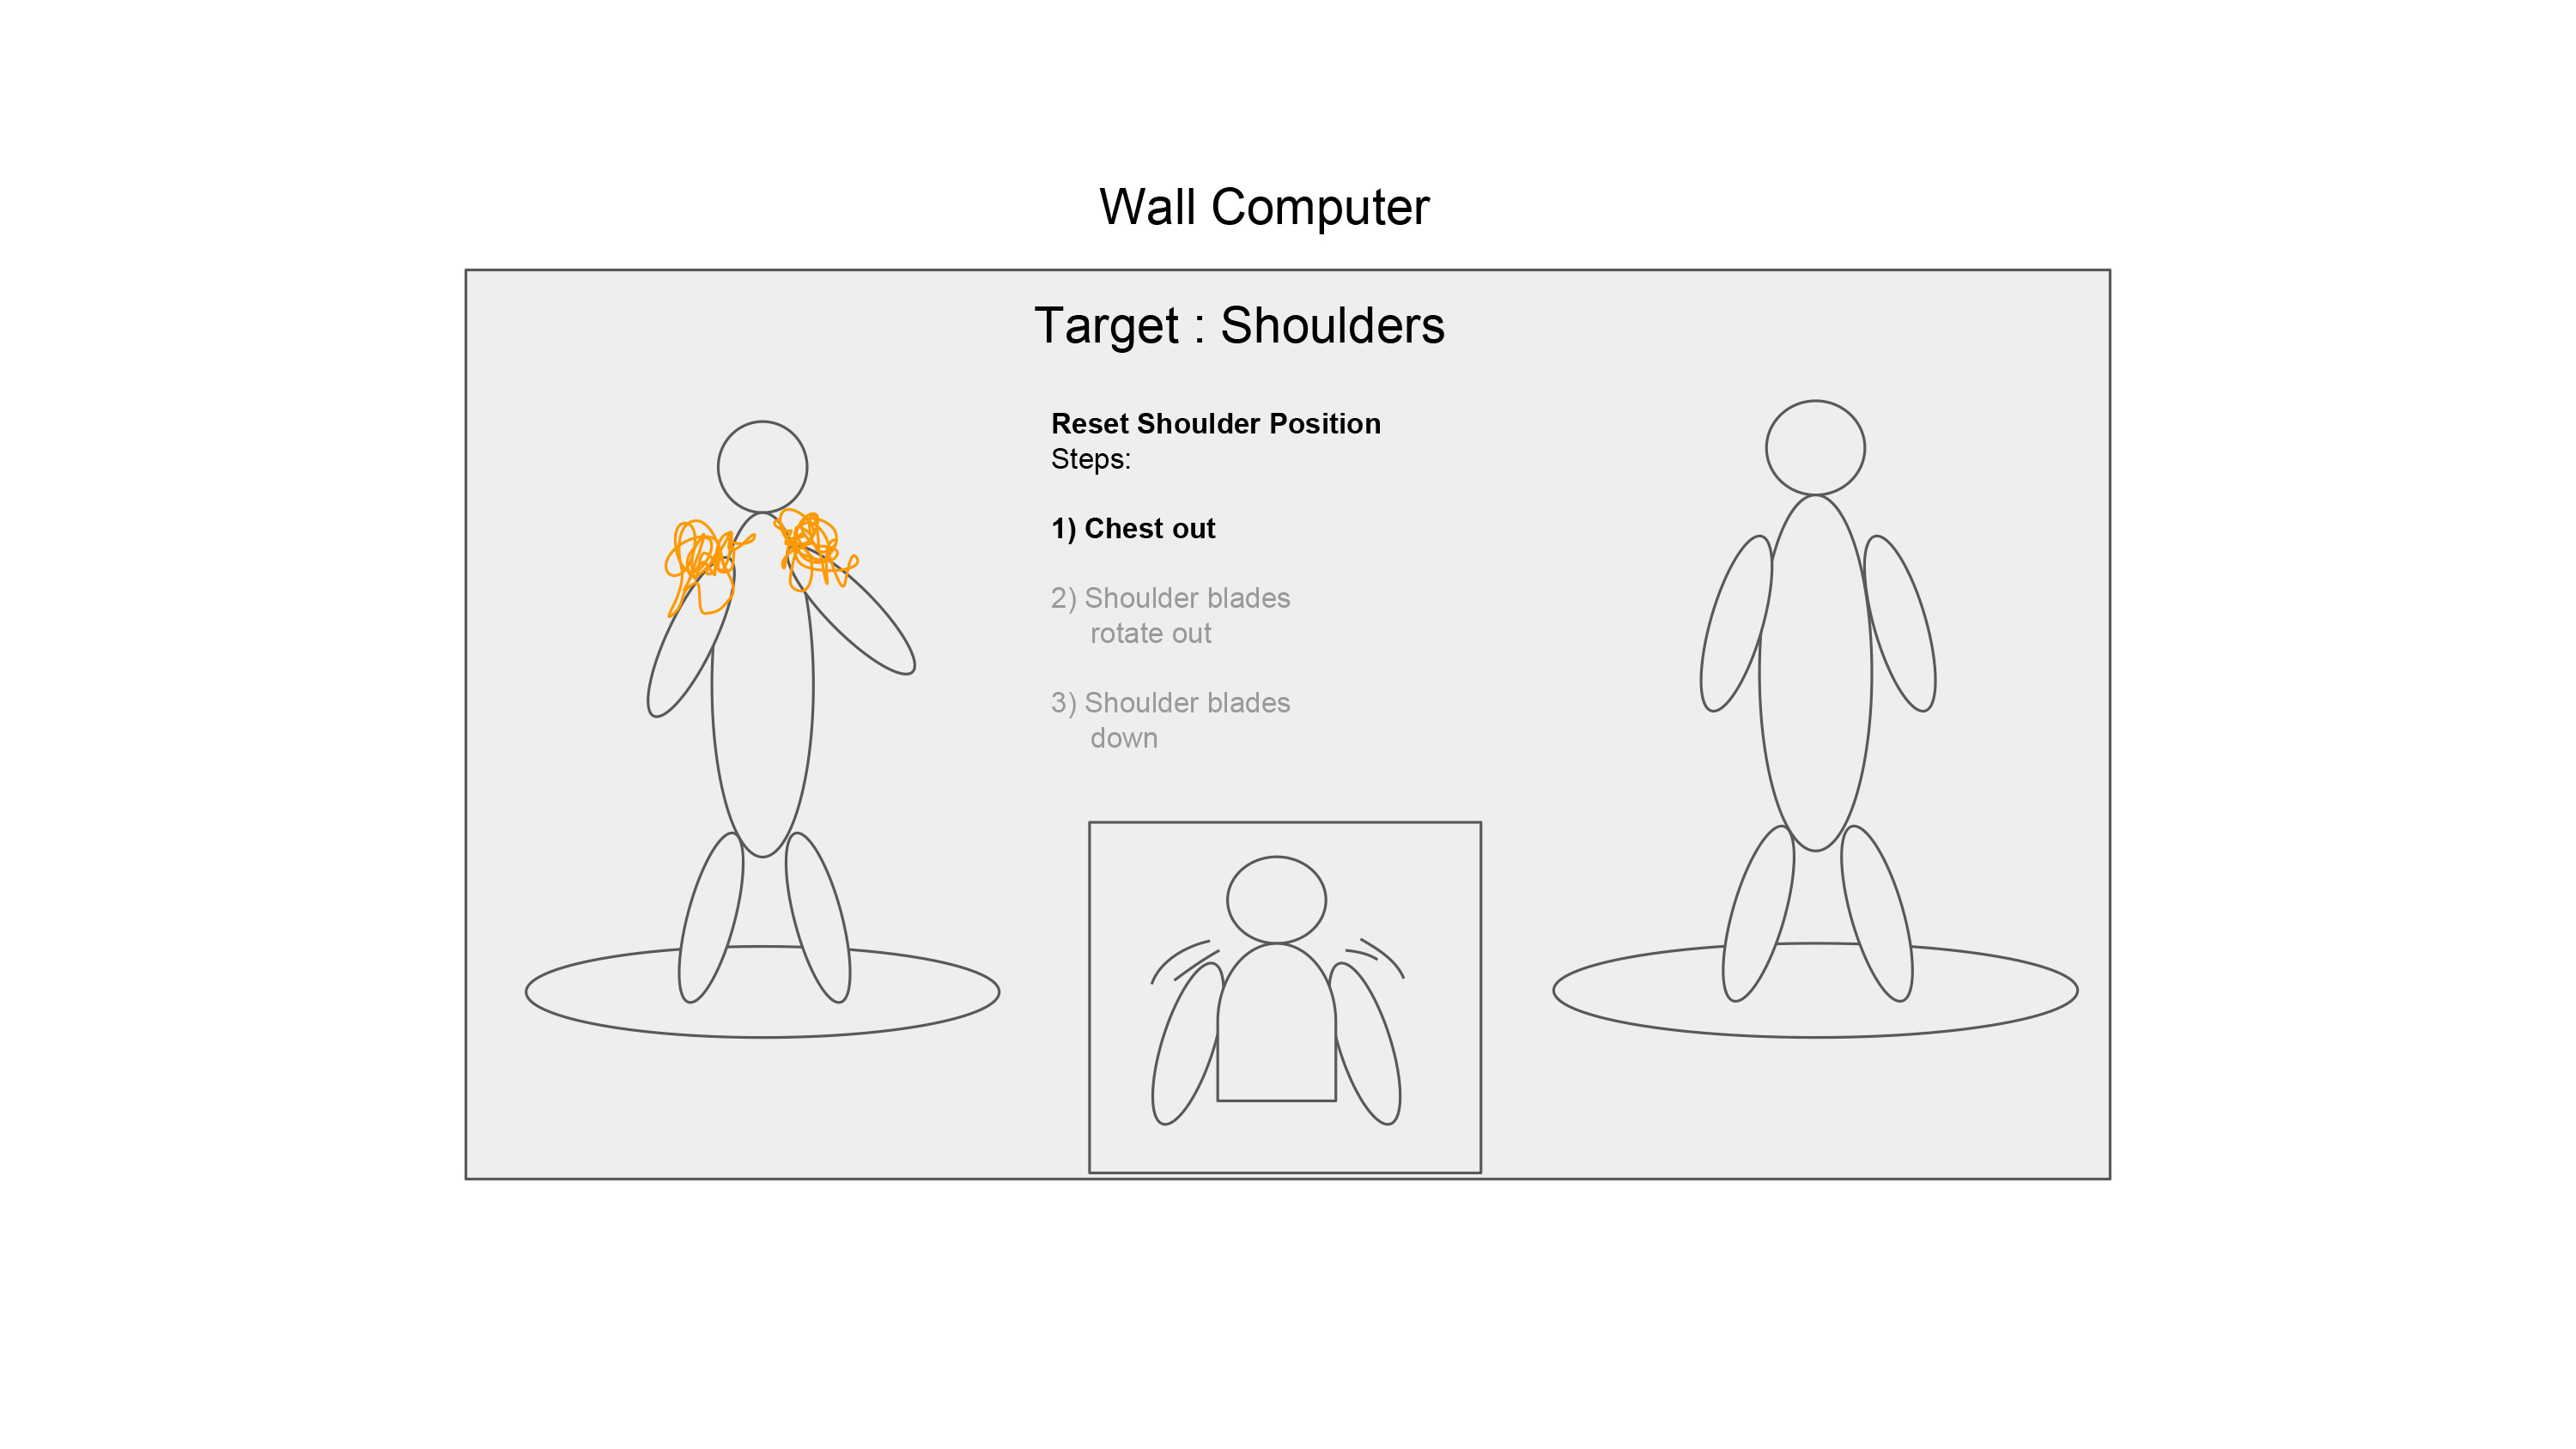 Wall Computer
Target : Shoulders
Reset Shoulder Position
Steps:
1) Chest out
2) Shoulder blades
rotate out
3) Shoulder blades
down